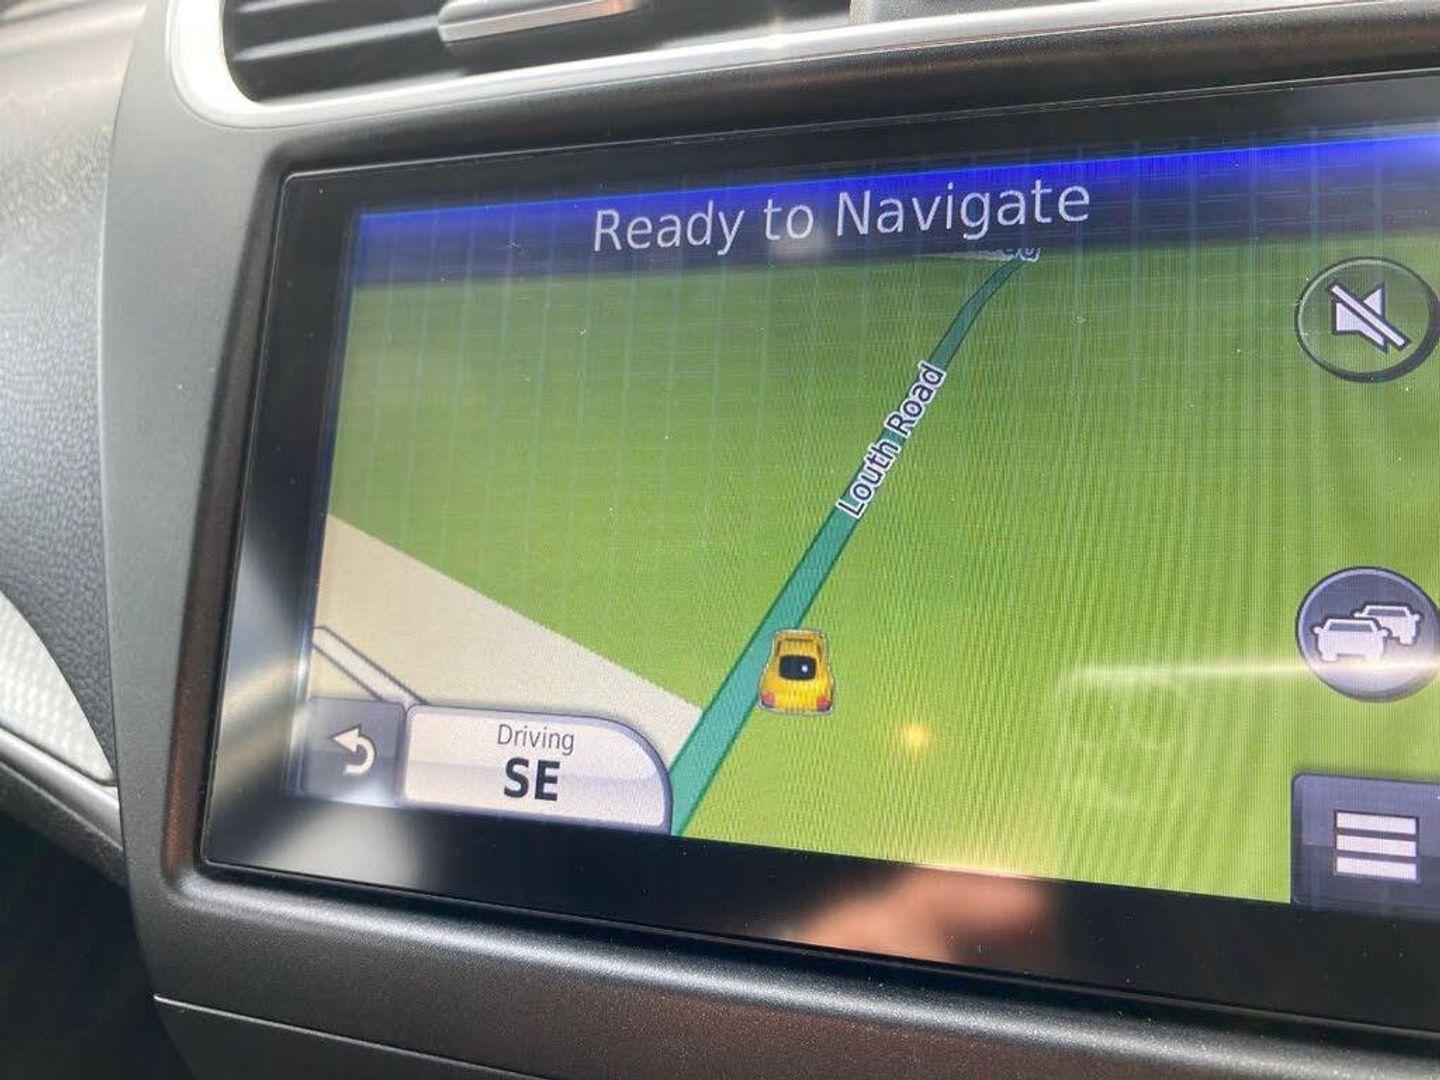 Ready to Navigate
Louth Road
Driving
SE